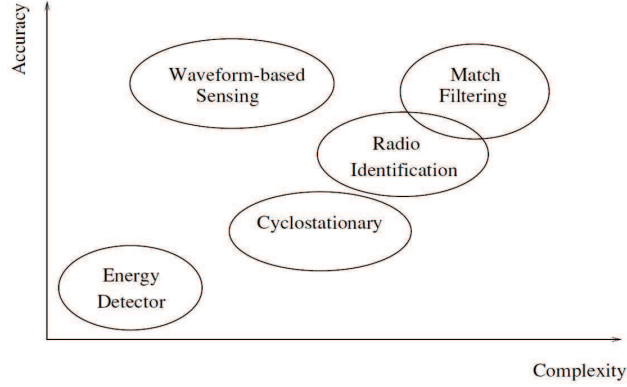 Accuracy
Waveform-based
Sensing
Match
Filtering
Radio
Identification
Cyclostationary
Energy
Detector
Complexity